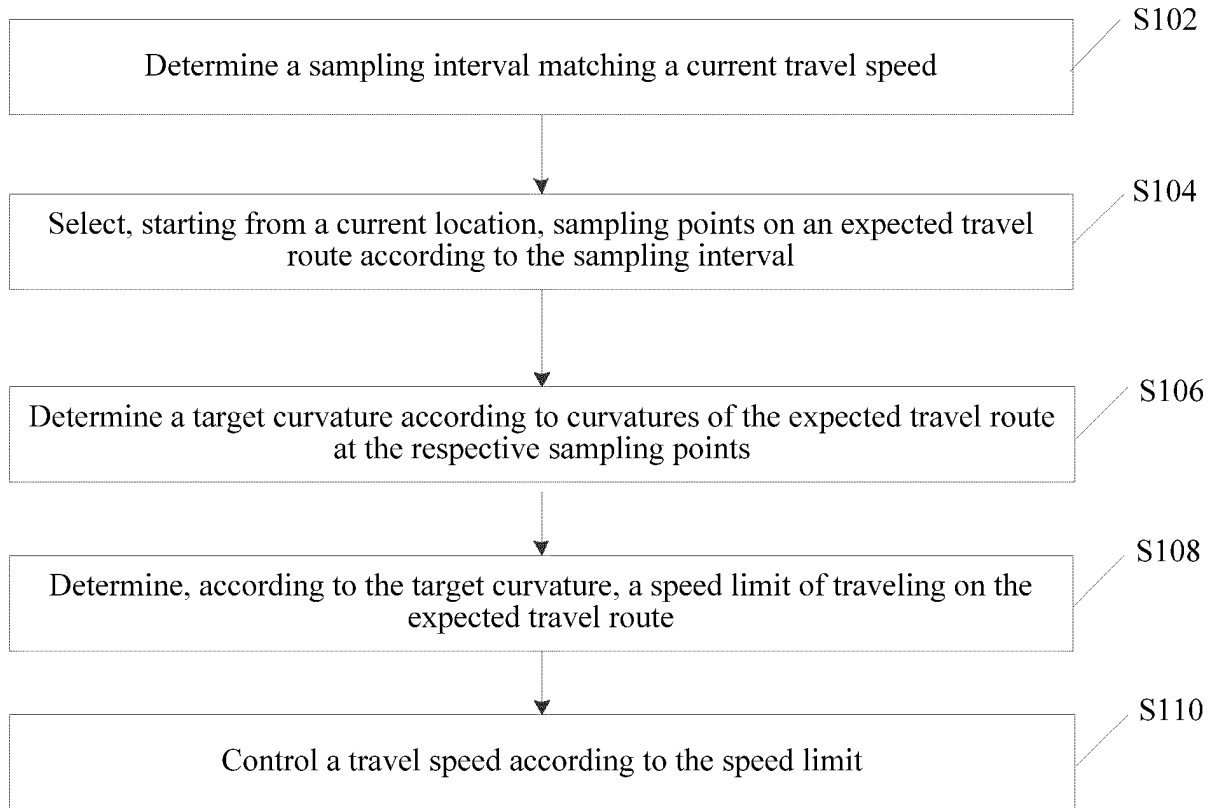 S102
Determine a sampling interval matching a current travel speed
S104
Select, starting from a current location, sampling points on an expected travel
route according to the sampling interval
S106
Determine a target curvature according to curvatures of the expected travel route
at the respective sampling points
S108
Determine, according to the target curvature, a speed limit of traveling on the
expected travel route
S110
Control a travel speed according to the speed limit